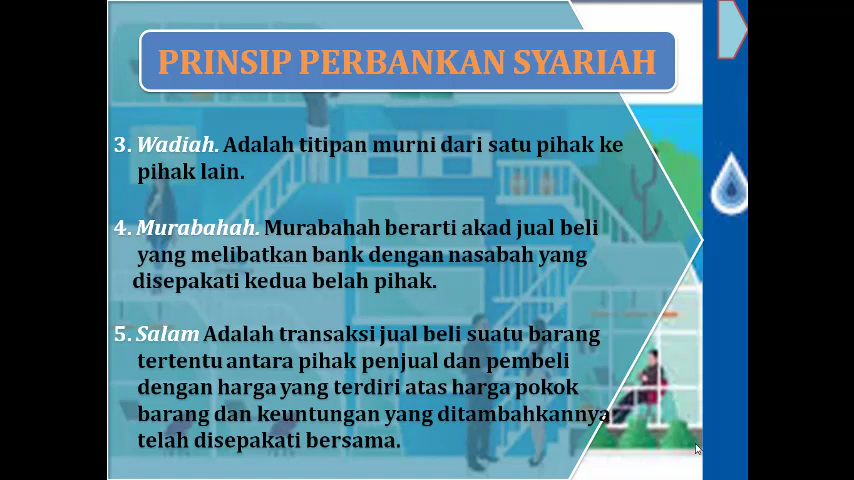 PRINSIP PERBANKAN SYARIAH
3. Wadiah. Adalah titipan murni dari satu pihak ke
pihak lain.
4. Murabahah. Murabahah berarti akad jual beli
yang melibatkan bank dengan nasabah yang
disepakati kedua belah pihak.
5. Salam Adalah transaksi jual beli suatu barang
tertentu antara pihak penjual dan pembeli
dengan harga yang terdiri atas harga pokok
barang dan keuntungan yang ditambahkannya
telah disepakati bersama.